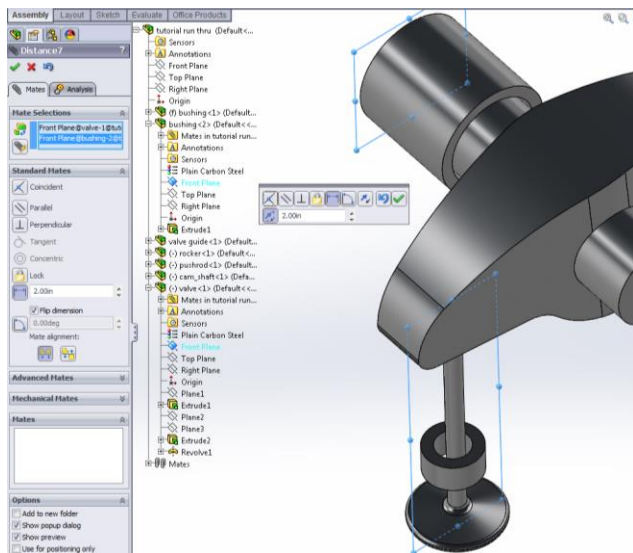 Assembly Layout Sketch Evaluate Office Products
Distance7 ?
Mates Analysis
Mate Selections
Front Plane@valve-1@tuto
Front Plane@bushing-2@t
Standard Mates
Coincident
Parallel
Perpendicular
Tangent
Concentric
Lock
2.00in
Flip dimension
0.00deg
Mate alignment:
Advanced Mates
Mechanical Mates
Mates
Options
Add to new folder
Show popup dialog
Show preview
Use for positioning only
tutorial run thru (Default<...
Sensors
Annotations
Front Plane
Top Plane
Right Plane
Origin
(f) bushing<1> (Default<...
bushing<2> (Default<<...
Mates in tutorial run...
Annotations
Sensors
Plain Carbon Steel
Front Plane
Top Plane
Right Plane
Origin
Extrude1
valve guide<1> (Default...
(-) rocker<1> (Default<...
(-) pushrod<1> (Default...
(-) cam_shaft<1> (Defa...
(-) valve<1> (Default<<...
Mates in tutorial run...
Annotations
Sensors
Plain Carbon Steel
Front Plane
Top Plane
Right Plane
Origin
Plane1
Extrude1
Plane2
Plane3
Extrude2
Revolve1
Mates
2.00in